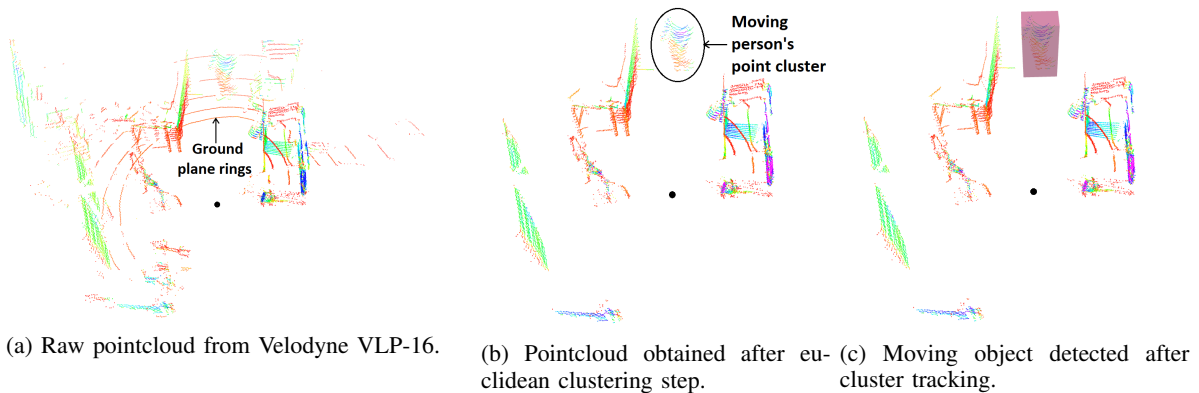 Ground
plane rings
Moving
person's
point cluster
(a) Raw pointcloud from Velodyne VLP-16.
(b) Pointcloud obtained after eu-
clidean clustering step.
(c) Moving object detected after
cluster tracking.